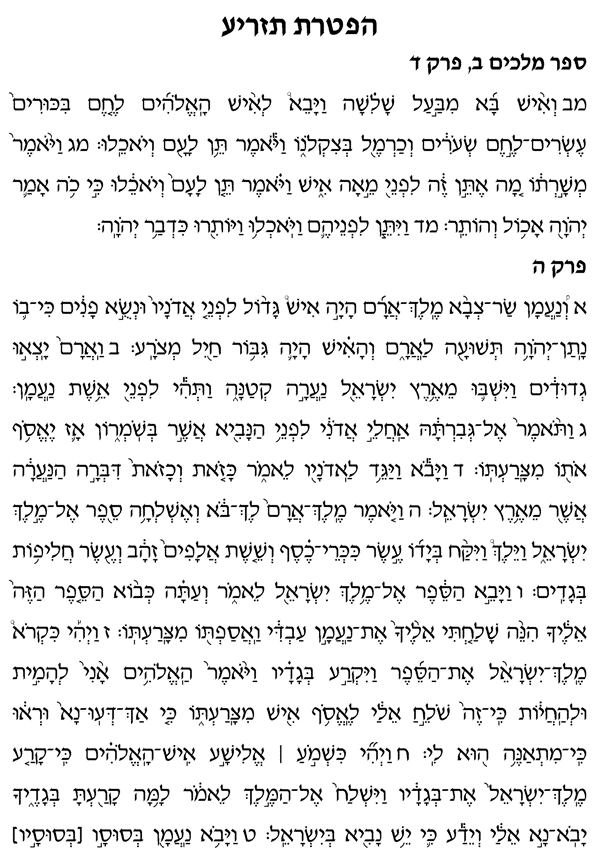 הפטרת תזריע
ספר מלכים ב, פרק ד
מב וְאִ֨ישׁ בָּ֜א מִבַּ֣עַל שָׁלִ֗שָׁה וַיָּבֵא֩ לְאִ֨ישׁ הָאֱלֹהִ֜ים לֶ֤חֶם בִּכּוּרִים֙
עֶשְׂרִים־לֶ֣חֶם שְׂעֹרִ֔ים וְכַרְמֶ֖ל בְּצִקְלֹנ֑וֹ וַיֹּ֕אמֶר תֵּ֥ן לָעָ֖ם וְיֹאכֵֽלוּ׃ מג וַיֹּ֙אמֶר֙
מְשָׁ֣רְת֔וֹ מָ֚ה אֶתֵּ֣ן זֶ֔ה לִפְנֵ֖י מֵ֣אָה אִ֑ישׁ וַיֹּ֗אמֶר תֵּ֤ן לָעָם֙ וְיֹאכֵ֔לוּ כִּ֣י כֹ֥ה אָמַ֛ר
יְהֹוָ֖ה אָכ֥וֹל וְהוֹתֵֽר׃ מד וַיִּתֵּ֧ן לִפְנֵיהֶ֛ם וַיֹּאכְל֥וּ וַיּוֹתִ֖רוּ כִּדְבַ֥ר יְהֹוָֽה׃
פרק ה
א וְ֠נַעֲמָ֠ן שַׂר־צְבָ֨א מֶֽלֶךְ־אֲרָ֜ם הָיָ֣ה אִישׁ֩ גָּד֨וֹל לִפְנֵ֤י אֲדֹנָיו֙ וּנְשֻׂ֣א פָנִ֔ים כִּי־ב֛וֹ
נָתַן־יְהֹוָ֥ה תְּשׁוּעָ֖ה לַאֲרָ֑ם וְהָאִ֗ישׁ הָיָ֛ה גִּבּ֥וֹר חַ֖יִל מְצֹרָֽע׃ ב וַאֲרָם֙ יָצְא֣וּ
גְדוּדִ֔ים וַיִּשְׁבּ֛וּ מֵאֶ֥רֶץ יִשְׂרָאֵ֖ל נַעֲרָ֣ה קְטַנָּ֑ה וַתְּהִ֕י לִפְנֵ֖י אֵ֥שֶׁת נַעֲמָֽן׃
ג וַתֹּ֙אמֶר֙ אֶל־גְּבִרְתָּ֔הּ אַחֲלֵ֣י אֲדֹנִ֔י לִפְנֵ֥י הַנָּבִ֖יא אֲשֶׁ֣ר בְּשֹׁמְר֑וֹן אָ֛ז יֶאֱסֹ֥ף
אֹת֖וֹ מִצָּרַעְתּֽוֹ׃ ד וַיָּבֹ֕א וַיַּגֵּ֥ד לַאדֹנָ֖יו לֵאמֹ֑ר כָּזֹ֤את וְכָזֹאת֙ דִּבְּרָ֣ה הַֽנַּעֲרָ֔ה
אֲשֶׁ֖ר מֵאֶ֥רֶץ יִשְׂרָאֵֽל׃ ה וַיֹּ֤אמֶר מֶֽלֶךְ־אֲרָם֙ לֶךְ־בֹּ֔א וְאֶשְׁלְחָ֥ה סֵ֖פֶר אֶל־מֶ֣לֶךְ
יִשְׂרָאֵ֑ל וַיֵּלֶךְ֩ וַיִּקַּ֨ח בְּיָד֜וֹ עֶ֣שֶׂר כִּכְּרֵי־כֶ֗סֶף וְשֵׁ֤שֶׁת אֲלָפִים֙ זָהָ֔ב וְעֶ֖שֶׂר חֲלִיפ֥וֹת
בְּגָדִֽים׃ ו וַיָּבֵ֣א הַסֵּ֔פֶר אֶל־מֶ֥לֶךְ יִשְׂרָאֵ֖ל לֵאמֹ֑ר וְעַתָּ֗ה כְּב֨וֹא הַסֵּ֤פֶר הַזֶּה֙
אֵלֶ֔יךָ הִנֵּ֨ה שָׁלַ֤חְתִּי אֵלֶ֙יךָ֙ אֶת־נַעֲמָ֣ן עַבְדִּ֔י וַאֲסַפְתּ֖וֹ מִצָּרַעְתּֽוֹ׃ ז וַיְהִ֡י כִּקְרֹא֩
מֶֽלֶךְ־יִשְׂרָאֵ֨ל אֶת־הַסֵּ֜פֶר וַיִּקְרַ֣ע בְּגָדָ֗יו וַיֹּ֙אמֶר֙ הַאֱלֹהִ֥ים אָ֙נִי֙ לְהָמִ֣ית
וּלְהַחֲי֔וֹת כִּֽי־זֶה֙ שֹׁלֵ֣חַ אֵלַ֔י לֶאֱסֹ֥ף אִ֖ישׁ מִצָּרַעְתּ֑וֹ כִּ֤י אַךְ־דְּעֽוּ־נָא֙ וּרְא֔וּ
כִּֽי־מִתְאַנֶּ֥ה ה֖וּא לִֽי׃ ח וַיְהִ֞י כִּשְׁמֹ֣עַ | אֱלִישָׁ֣ע אִישׁ־הָאֱלֹהִ֗ים כִּֽי־קָרַ֤ע
מֶֽלֶךְ־יִשְׂרָאֵל֙ אֶת־בְּגָדָ֔יו וַיִּשְׁלַח֙ אֶל־הַמֶּ֣לֶךְ לֵאמֹ֔ר לָ֥מָּה קָרַ֖עְתָּ בְּגָדֶ֑יךָ
יָבֹֽא־נָ֣א אֵלַ֔י וְיֵדַ֕ע כִּ֛י יֵ֥שׁ נָבִ֖יא בְּיִשְׂרָאֵֽל׃ ט וַיָּבֹ֥א נַעֲמָ֖ן בְּסוּסָ֣ו [בְּסוּסָ֣יו]